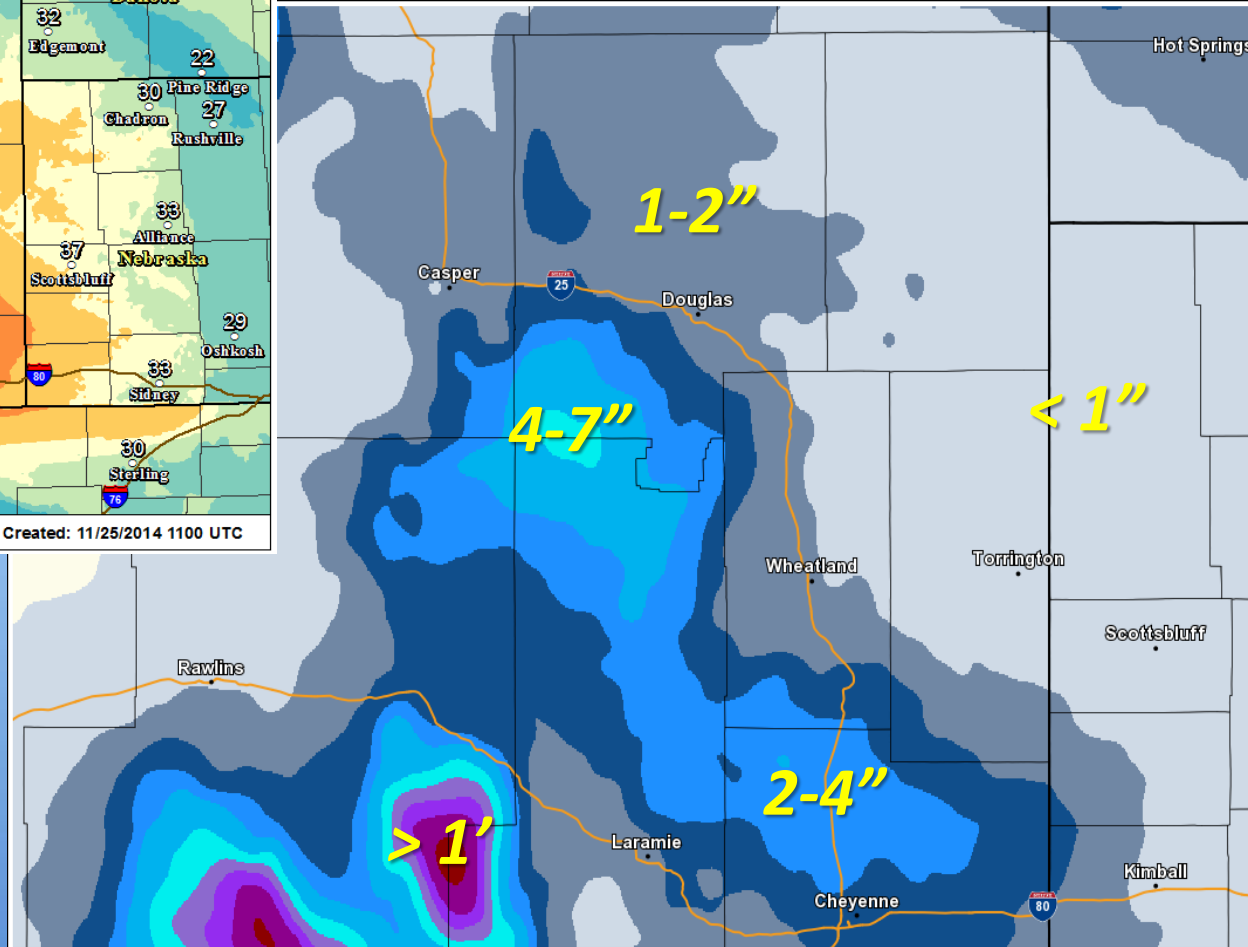 Dakota
32
Edgemont
22
Pine Ridge
30
Chadron
27
Rushville
33
Alliance
37
Scottsbluff
Nebraska
29
Oshkosh
80
33
Sidney
30
Sterling
76
Created: 11/25/2014 1100 UTC
Hot Springs
1-2”
Casper
25
Douglas
< 1”
4-7”
Wheatland
Torrington
Scottsbluff
Rawlins
2-4”
> 1’
Laramie
Kimball
Cheyenne
80